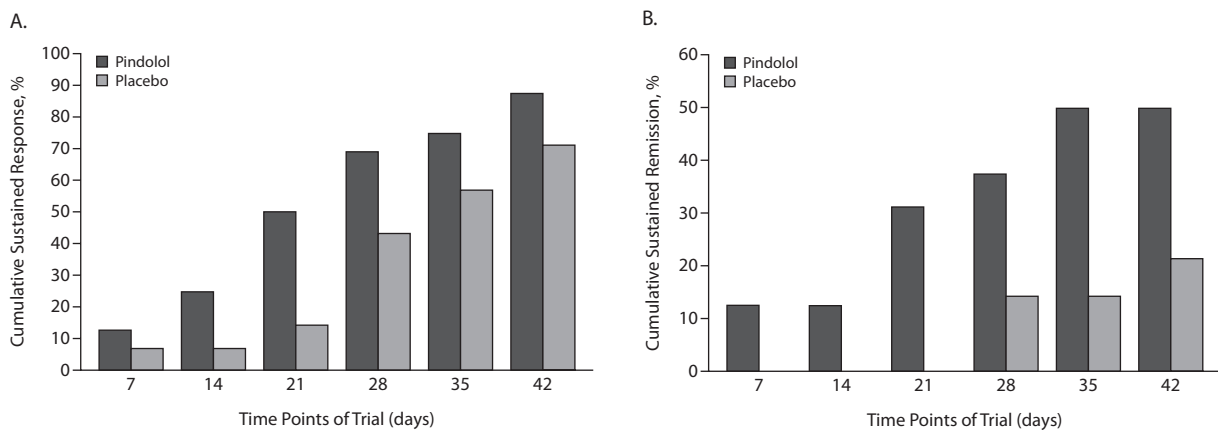 A.
Cumulative Sustained Response, %
100
90
80
70
60
50
40
30
20
10
0
Pindolol
Placebo
7 14 21 28 35 42
Time Points of Trial (days)
B.
Cumulative Sustained Remission, %
60
50
40
30
20
10
0
Pindolol
Placebo
7 14 21 28 35 42
Time Points of Trial (days)